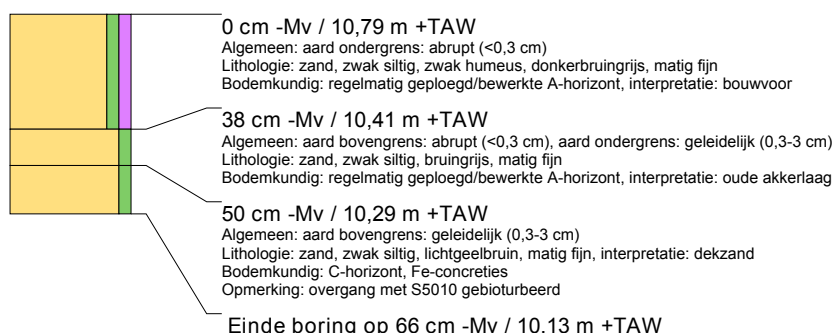 0 cm -Mv / 10,79 m +TAW
Algemeen: aard ondergrens: abrupt (<0,3 cm)
Lithologie: zand, zwak siltig, zwak humeus, donkerbruingrijs, matig fijn
Bodemkundig: regelmatig geploegd/bewerkte A-horizont, interpretatie: bouwvoor
38 cm -Mv / 10,41 m +TAW
Algemeen: aard bovengrens: abrupt (<0,3 cm), aard ondergrens: geleidelijk (0,3-3 cm)
Lithologie: zand, zwak siltig, bruingrijs, matig fijn
Bodemkundig: regelmatig geploegd/bewerkte A-horizont, interpretatie: oude akkerlaag
50 cm -Mv / 10,29 m +TAW
Algemeen: aard bovengrens: geleidelijk (0,3-3 cm)
Lithologie: zand, zwak siltig, lichtgeelbruin, matig fijn, interpretatie: dekzand
Bodemkundig: C-horizont, Fe-concreties
Opmerking: overgang met S5010 gebioturbeerd
Einde boring op 66 cm -Mv / 10,13 m +TAW